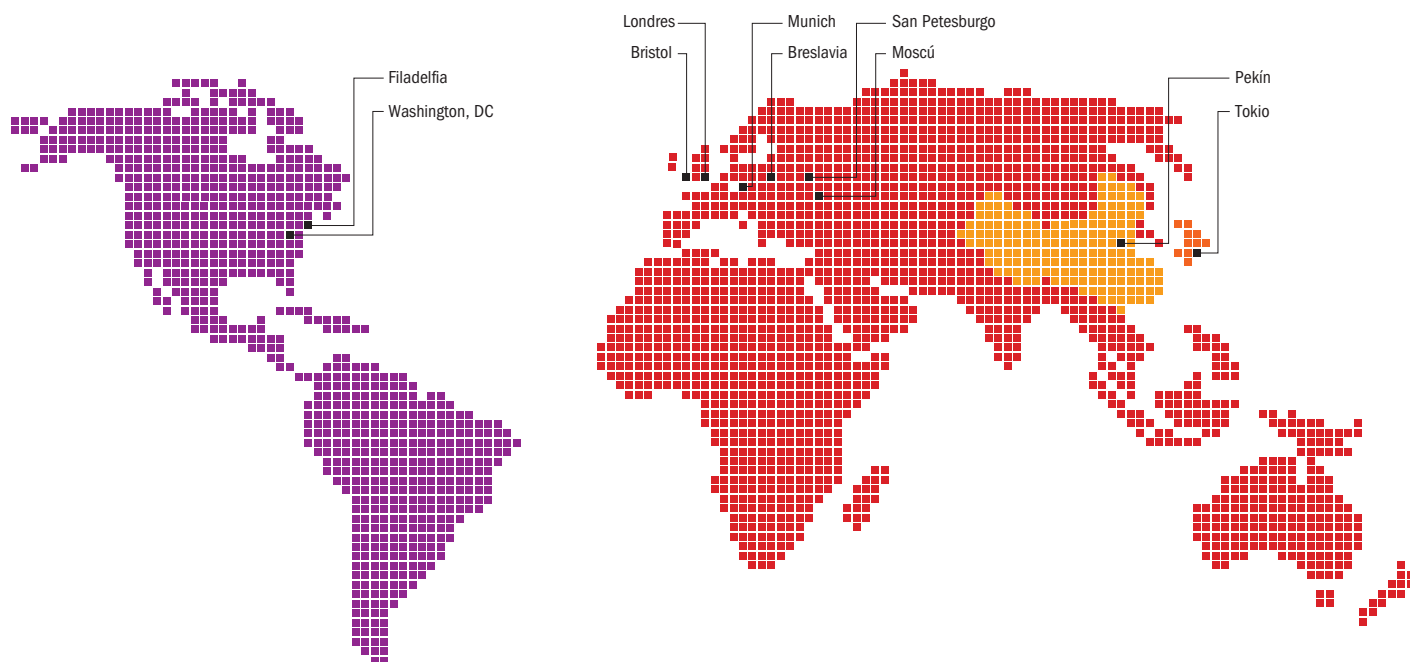 Londres
Munich
San Petesburgo
Bristol
Breslavia
Moscú
Filadelfia
Pekín
Washington, DC
Tokio